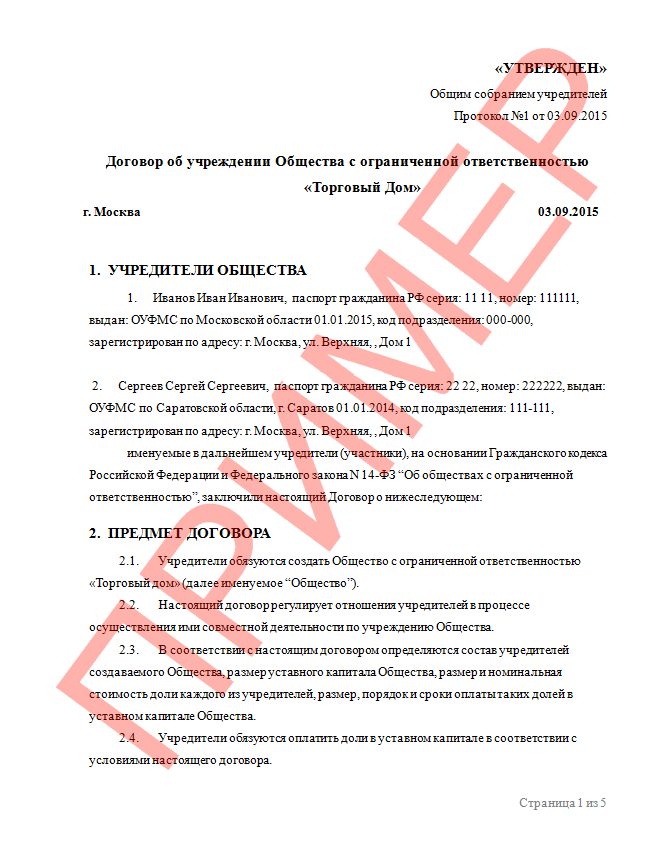 «УТВЕРЖДЕН»
Общим собранием учредителей
Протокол №1 от 03.09.2015
Договор об учреждении Общества с ограниченной ответственностью
«Торговый Дом»
г. Москва 03.09.2015
1. УЧРЕДИТЕЛИ ОБЩЕСТВА
1. Иванов Иван Иванович, паспорт гражданина РФ серия: 11 11, номер: 111111,
выдан: ОУФМС по Московской области 01.01.2015, код подразделения: 000-000,
зарегистрирован по адресу: г. Москва, ул. Верхняя, , Дом 1
2. Сергеев Сергей Сергеевич, паспорт гражданина РФ серия: 22 22, номер: 222222, выдан:
ОУФМС по Саратовской области, г. Саратов 01.01.2014, код подразделения: 111-111,
зарегистрирован по адресу: г. Москва, ул. Верхняя, , Дом 1
именуемые в дальнейшем учредители (участники), на основании Гражданского кодекса
Российской Федерации и Федерального закона N 14-ФЗ “Об обществах с ограниченной
ответственностью”, заключили настоящий Договор о нижеследующем:
2. ПРЕДМЕТ ДОГОВОРА
2.1. Учредители обязуются создать Общество с ограниченной ответственностью
«Торговый дом» (далее именуемое “Общество”).
2.2. Настоящий договор регулирует отношения учредителей в процессе
осуществления ими совместной деятельности по учреждению Общества.
2.3. В соответствии с настоящим договором определяются состав учредителей
создаваемого Общества, размер уставного капитала Общества, размер и номинальная
стоимость доли каждого из учредителей, размер, порядок и сроки оплаты таких долей в
уставном капитале Общества.
2.4. Учредители обязуются оплатить доли в уставном капитале в соответствии с
условиями настоящего договора.
Страница 1 из 5
ПРИМЕР